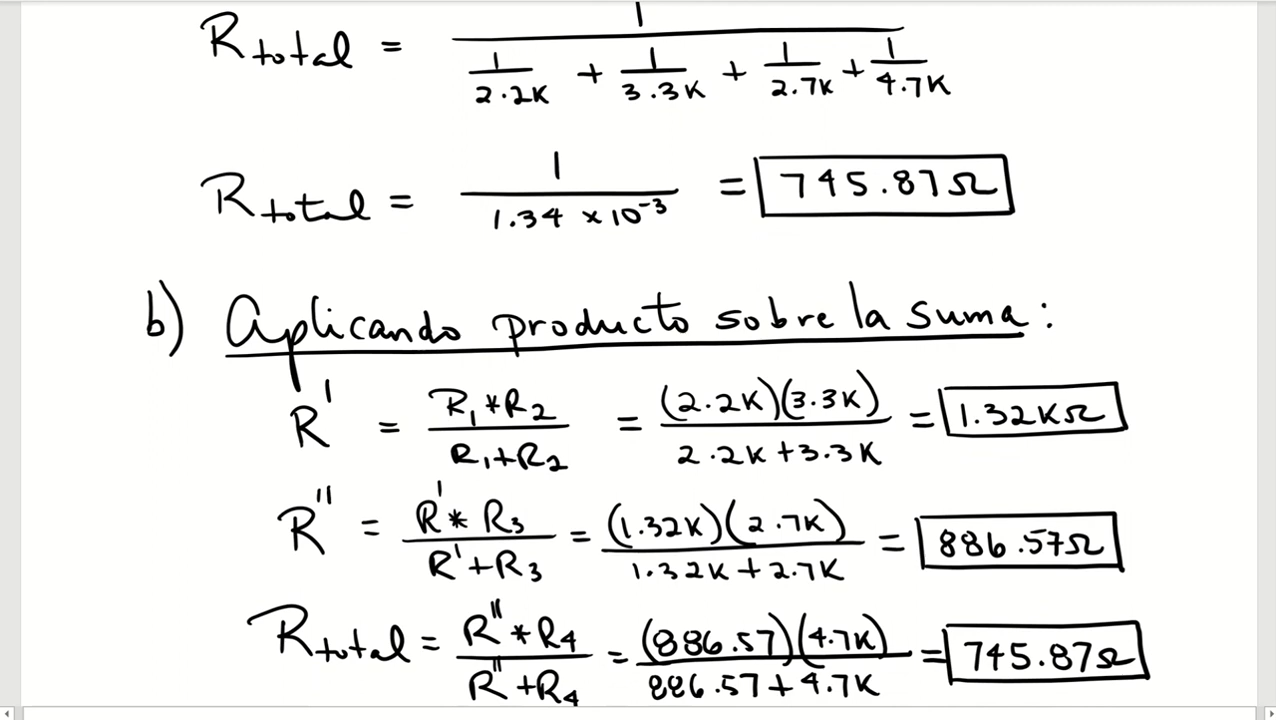 Rtotal = 1 / (1/2.2K + 1/3.3K + 1/2.7K + 1/4.7K)
Rtotal = 1 / (1.34 × 10⁻³) = 745.87Ω
b) Aplicando producto sobre la suma:
R' = (R₁*R₂) / (R₁+R₂) = (2.2K)(3.3K) / (2.2K+3.3K) = 1.32KΩ
R'' = (R'* R₃) / (R'+R₃) = (1.32K)(2.7K) / (1.32K+2.7K) = 886.57Ω
Rtotal = (R''*R₄) / (R''+R₄) = (886.57)(4.7K) / (886.57+4.7K) = 745.87Ω